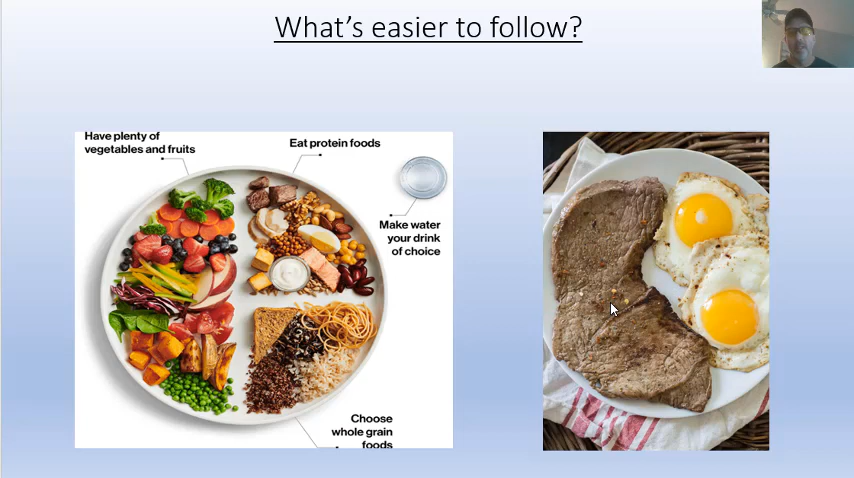 What's easier to follow?
Have plenty of
vegetables and fruits
Eat protein foods
Make water
your drink
of choice
Choose
whole grain
foods